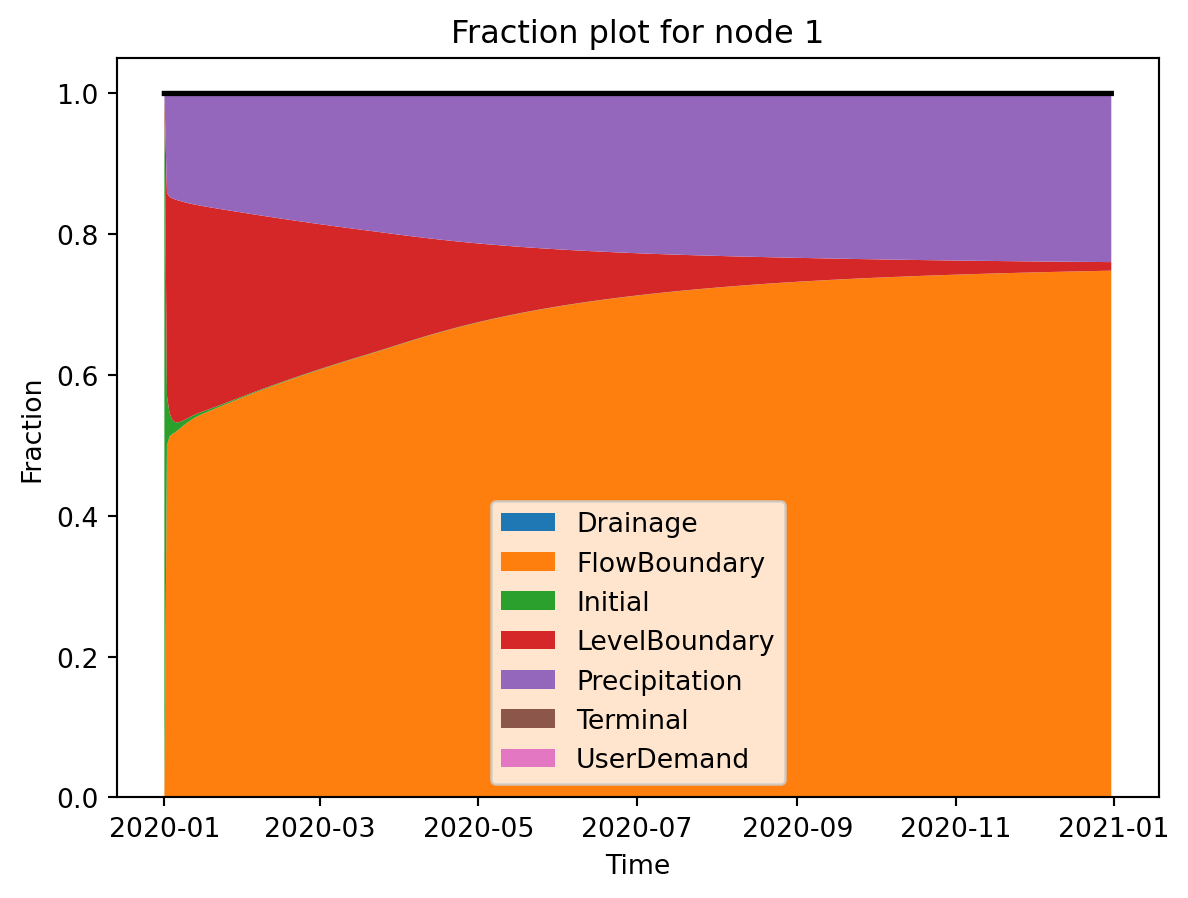 Fraction plot for node 1
1.0
0.8
0.6
0.4
0.2
0.0
Fraction
Drainage
FlowBoundary
Initial
LevelBoundary
Precipitation
Terminal
UserDemand
2020-01 2020-03 2020-05 2020-07 2020-09 2020-11 2021-01
Time